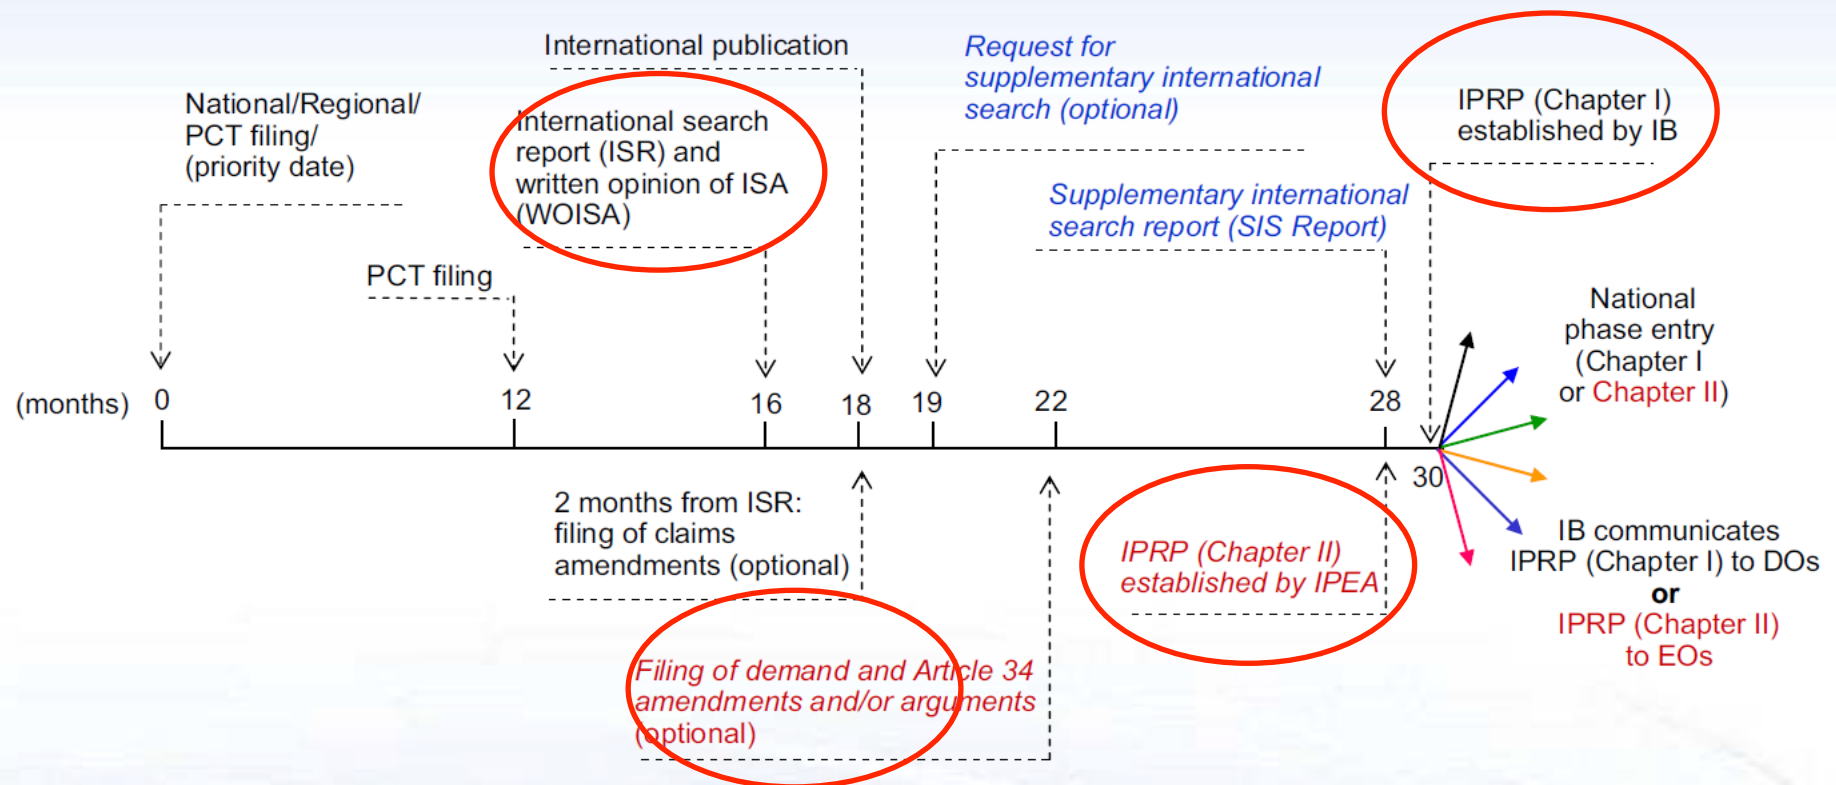 International publication
National/Regional/
PCT filing/
(priority date)
International search
report (ISR) and
written opinion of ISA
(WOISA)
Request for
supplementary international
search (optional)
IPRP (Chapter I)
established by IB
Supplementary international
search report (SIS Report)
PCT filing
National
phase entry
(Chapter I
or Chapter II)
(months) 0 12 16 18 19 22 28
30
2 months from ISR:
filing of claims
amendments (optional)
IPRP (Chapter II)
established by IPEA
IB communicates
IPRP (Chapter I) to DOs
or
IPRP (Chapter II)
to EOs
Filing of demand and Article 34
amendments and/or arguments
(optional)